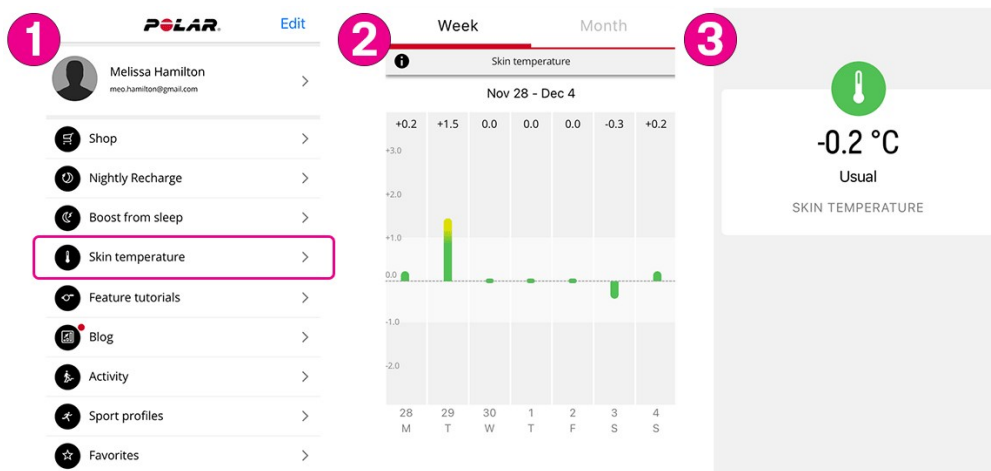 1
POLAR.
Edit
Melissa Hamilton
meo.hamilton@gmail.com
Shop
Nightly Recharge
Boost from sleep
Skin temperature
Feature tutorials
Blog
Activity
Sport profiles
Favorites
2
Week Month
Skin temperature
Nov 28 - Dec 4
+0.2 +1.5 0.0 0.0 0.0 -0.3 +0.2
+3.0
+2.0
+1.0
0.0
-1.0
-2.0
28 29 30 1 2 3 4
M T W T F S S
3
-0.2 °C
Usual
SKIN TEMPERATURE